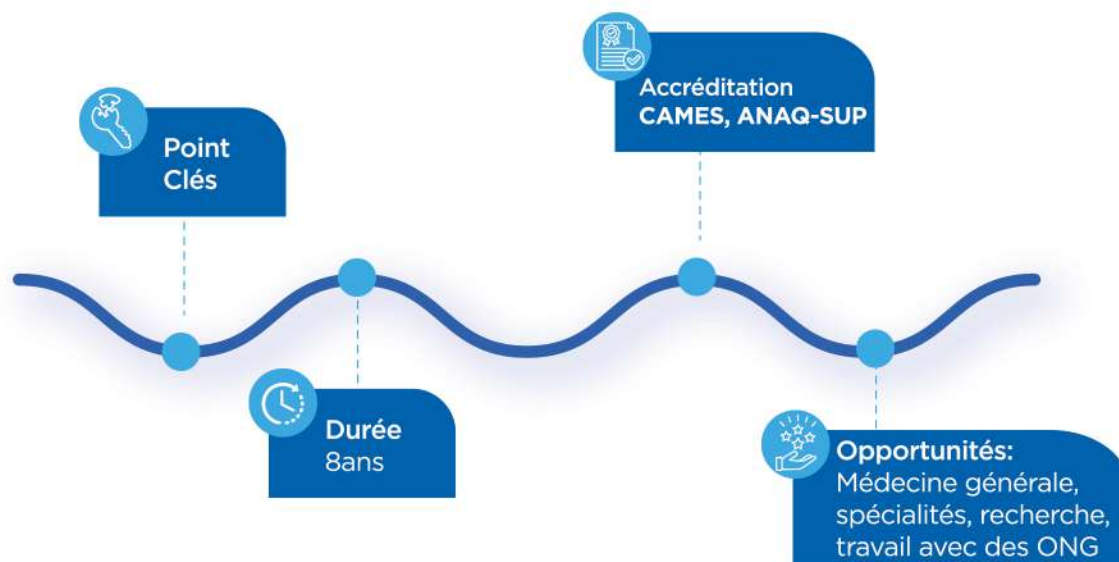 Point
Clés
Durée
8ans
Accréditation
CAMES, ANAQ-SUP
Opportunités:
Médecine générale,
spécialités, recherche,
travail avec des ONG